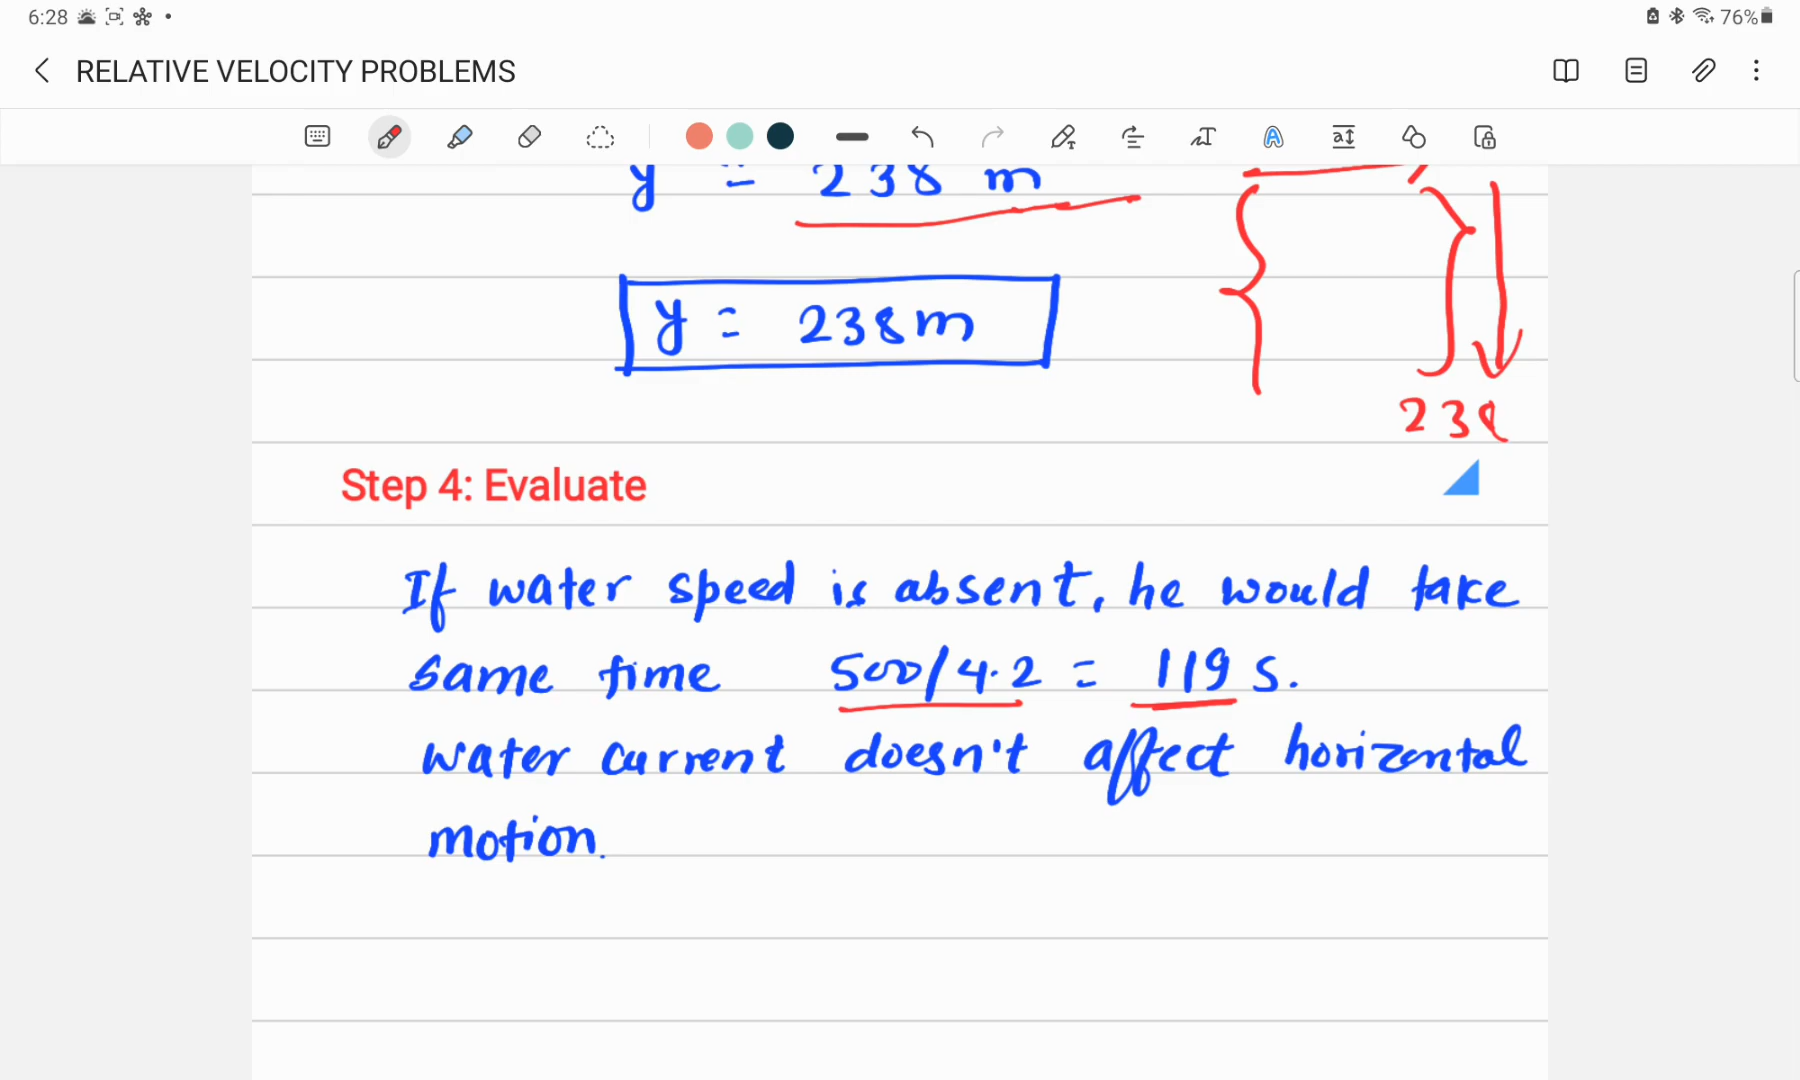 6:28
76%
RELATIVE VELOCITY PROBLEMS
y = 238 m
y = 238m
238
Step 4: Evaluate
If water speed is absent, he would take
same time 500/4.2 = 119 s.
water current doesn't affect horizontal
motion.